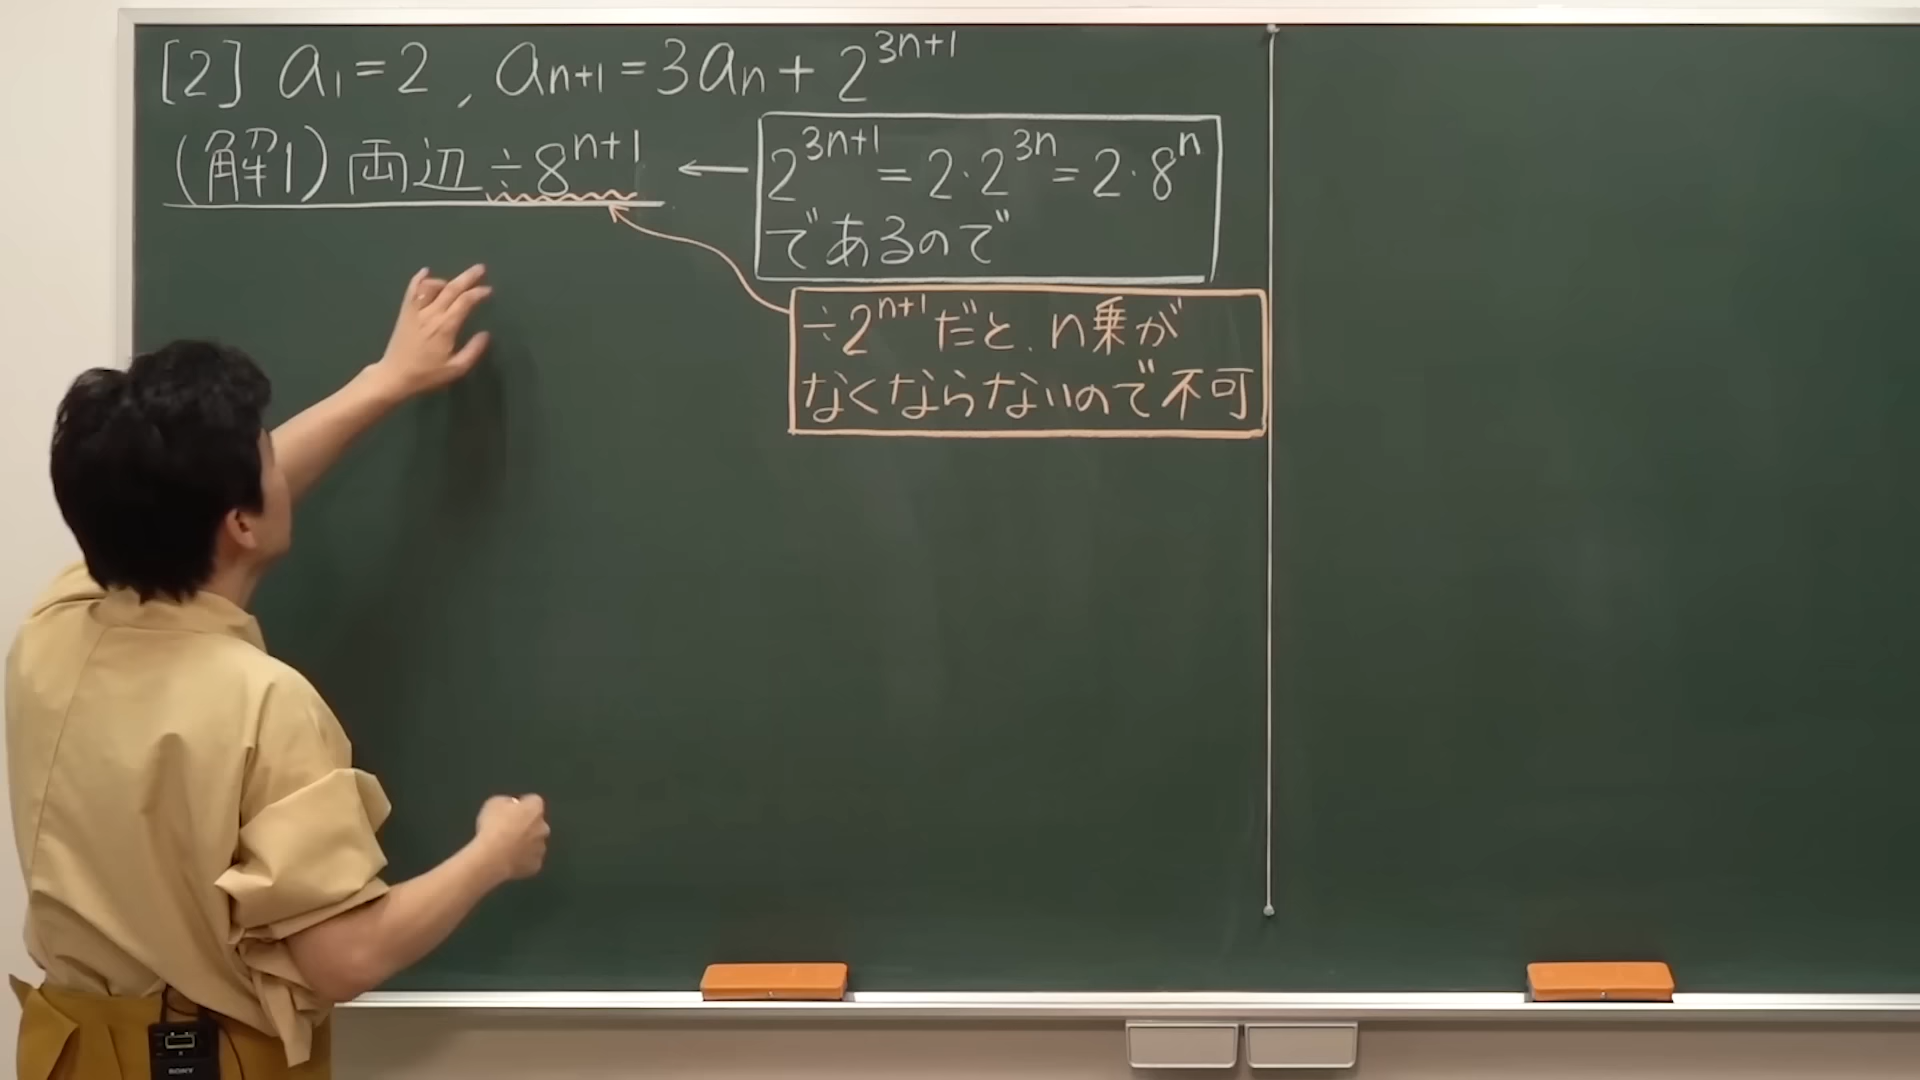 [2] a₁=2, aₙ₊₁=3aₙ+2³ⁿ⁺¹
(解1) 両辺÷8ⁿ⁺¹ ←
2³ⁿ⁺¹=2·2³ⁿ=2·8ⁿ
であるので
÷2ⁿ⁺¹だと、n乗が
なくならないので不可
SONY